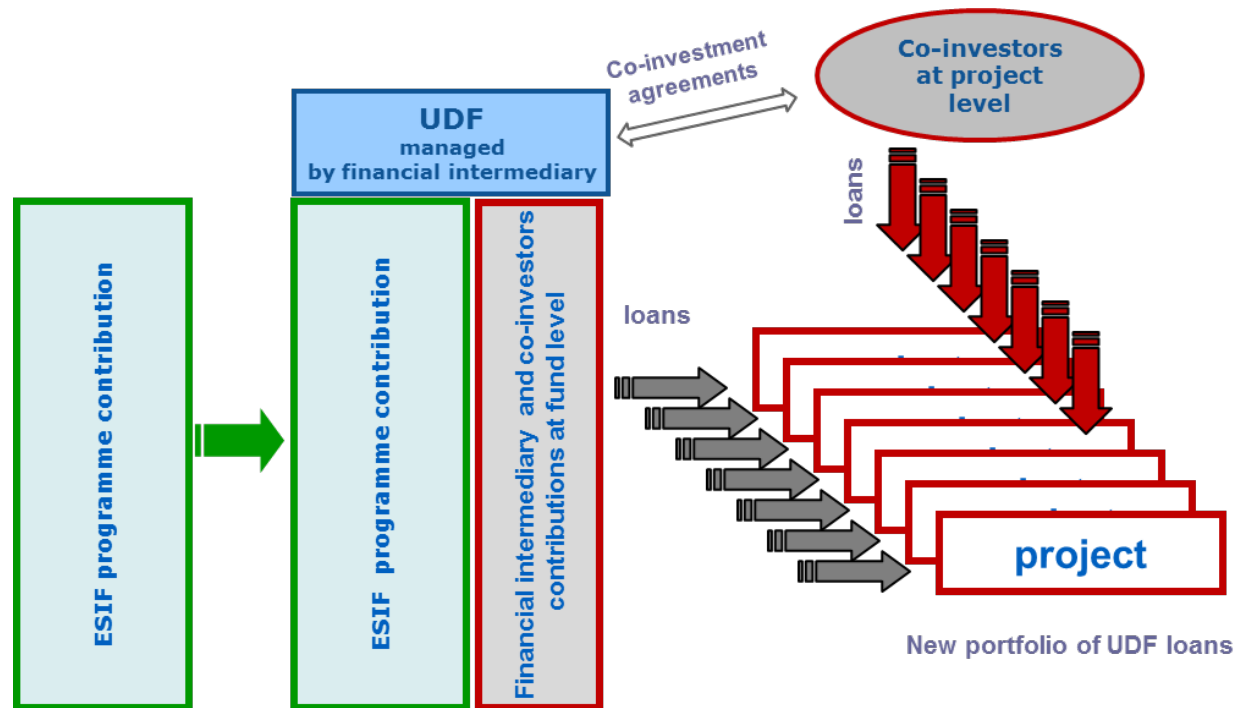 Co-investment
agreements
Co-investors
at project
level
UDF
managed
by financial intermediary
loans
ESIF programme contribution
ESIF programme contribution
Financial intermediary and co-investors
contributions at fund level
loans
project
New portfolio of UDF loans